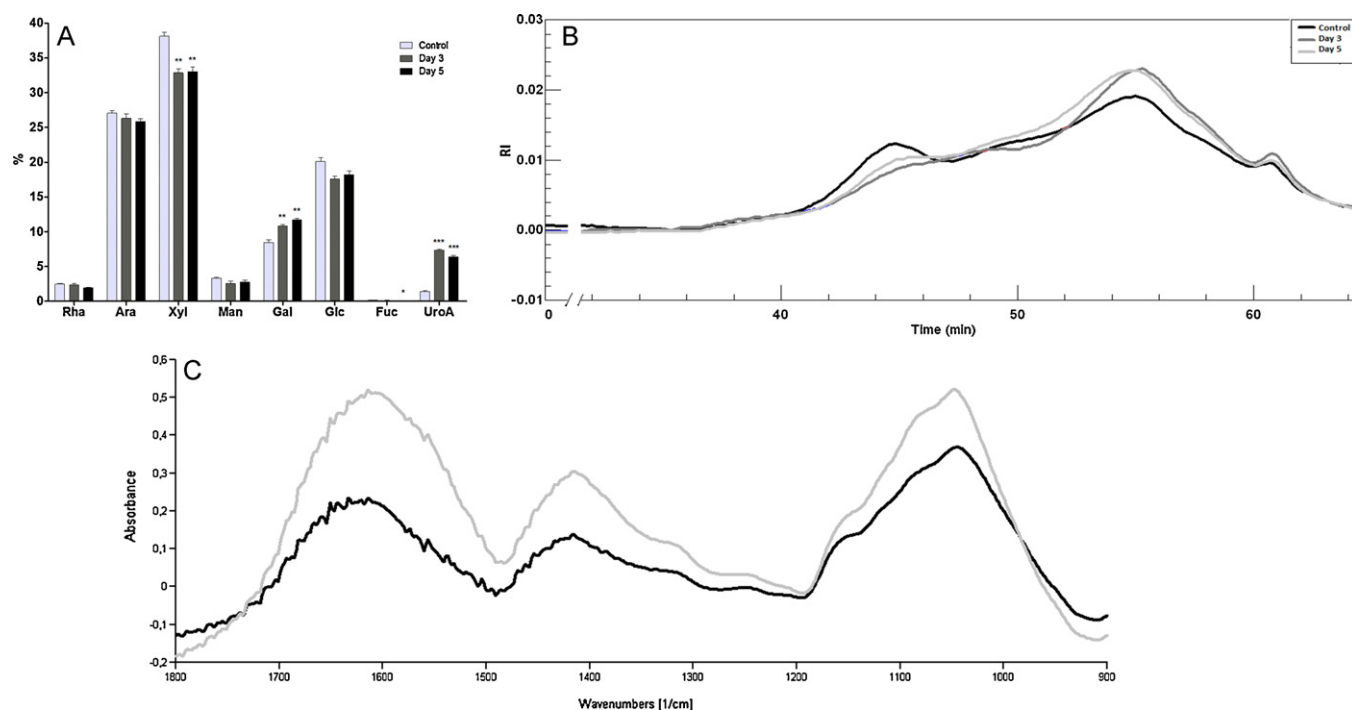 A
%
40
35
30
25
20
15
10
5
0
Control
Day 3
Day 5
** **
** **
*
*** ***
Rha Ara Xyl Man Gal Glc Fuc UroA
B
RI
0.03
0.02
0.01
0.00
-0.01
Control
Day 3
Day 5
0 40 50 60
Time (min)
C
Absorbance
0,6
0,5
0,4
0,3
0,2
0,1
0
-0,1
-0,2
1800 1700 1600 1500 1400 1300 1200 1100 1000 900
Wavenumbers [1/cm]